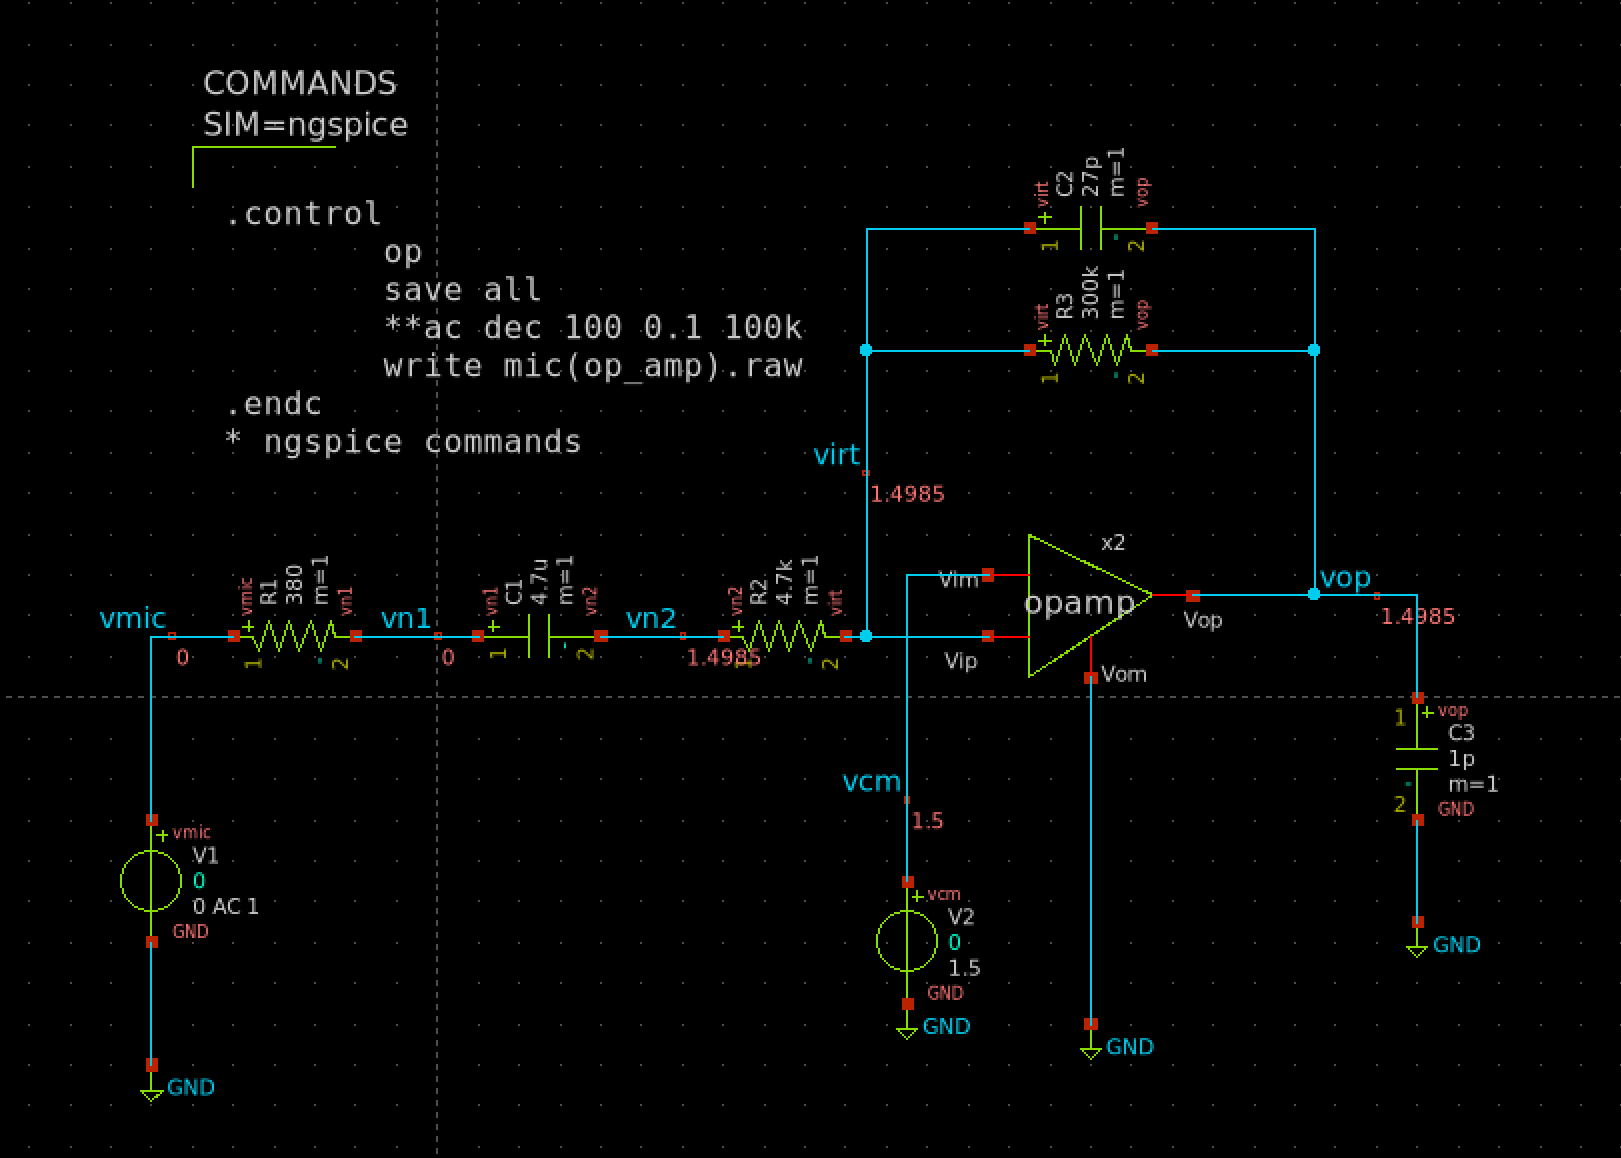 COMMANDS
SIM=ngspice
.control
op
save all
**ac dec 100 0.1 100k
write mic(op_amp).raw
.endc
* ngspice commands
virt
C2
27p
m=1
vop
+
1
2
virt
R3
300k
m=1
vop
+
1
2
virt
1.4985
vmic
0
vmic
R1
380
m=1
vn1
+
1
2
vn1
0
vn1
C1
4.7u
m=1
vn2
+
1
2
vn2
1.4985
vn2
R2
4.7k
m=1
virt
+
1
2
Vim
Vip
x2
opamp
Vop
Vom
vop
1.4985
1
+ vop
C3
1p
m=1
2
GND
GND
vcm
1.5
+ vmic
V1
0
0 AC 1
GND
GND
+ vcm
V2
0
1.5
GND
GND
GND